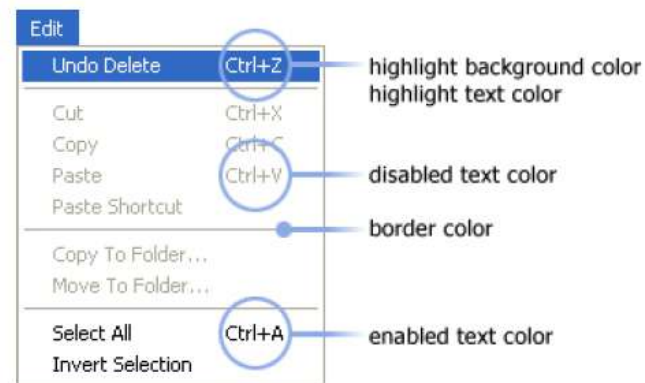 Edit
Undo Delete Ctrl+Z
highlight background color
highlight text color
Cut Ctrl+X
Copy Ctrl+C
Paste Ctrl+V
disabled text color
Paste Shortcut
border color
Copy To Folder...
Move To Folder...
Select All Ctrl+A
enabled text color
Invert Selection